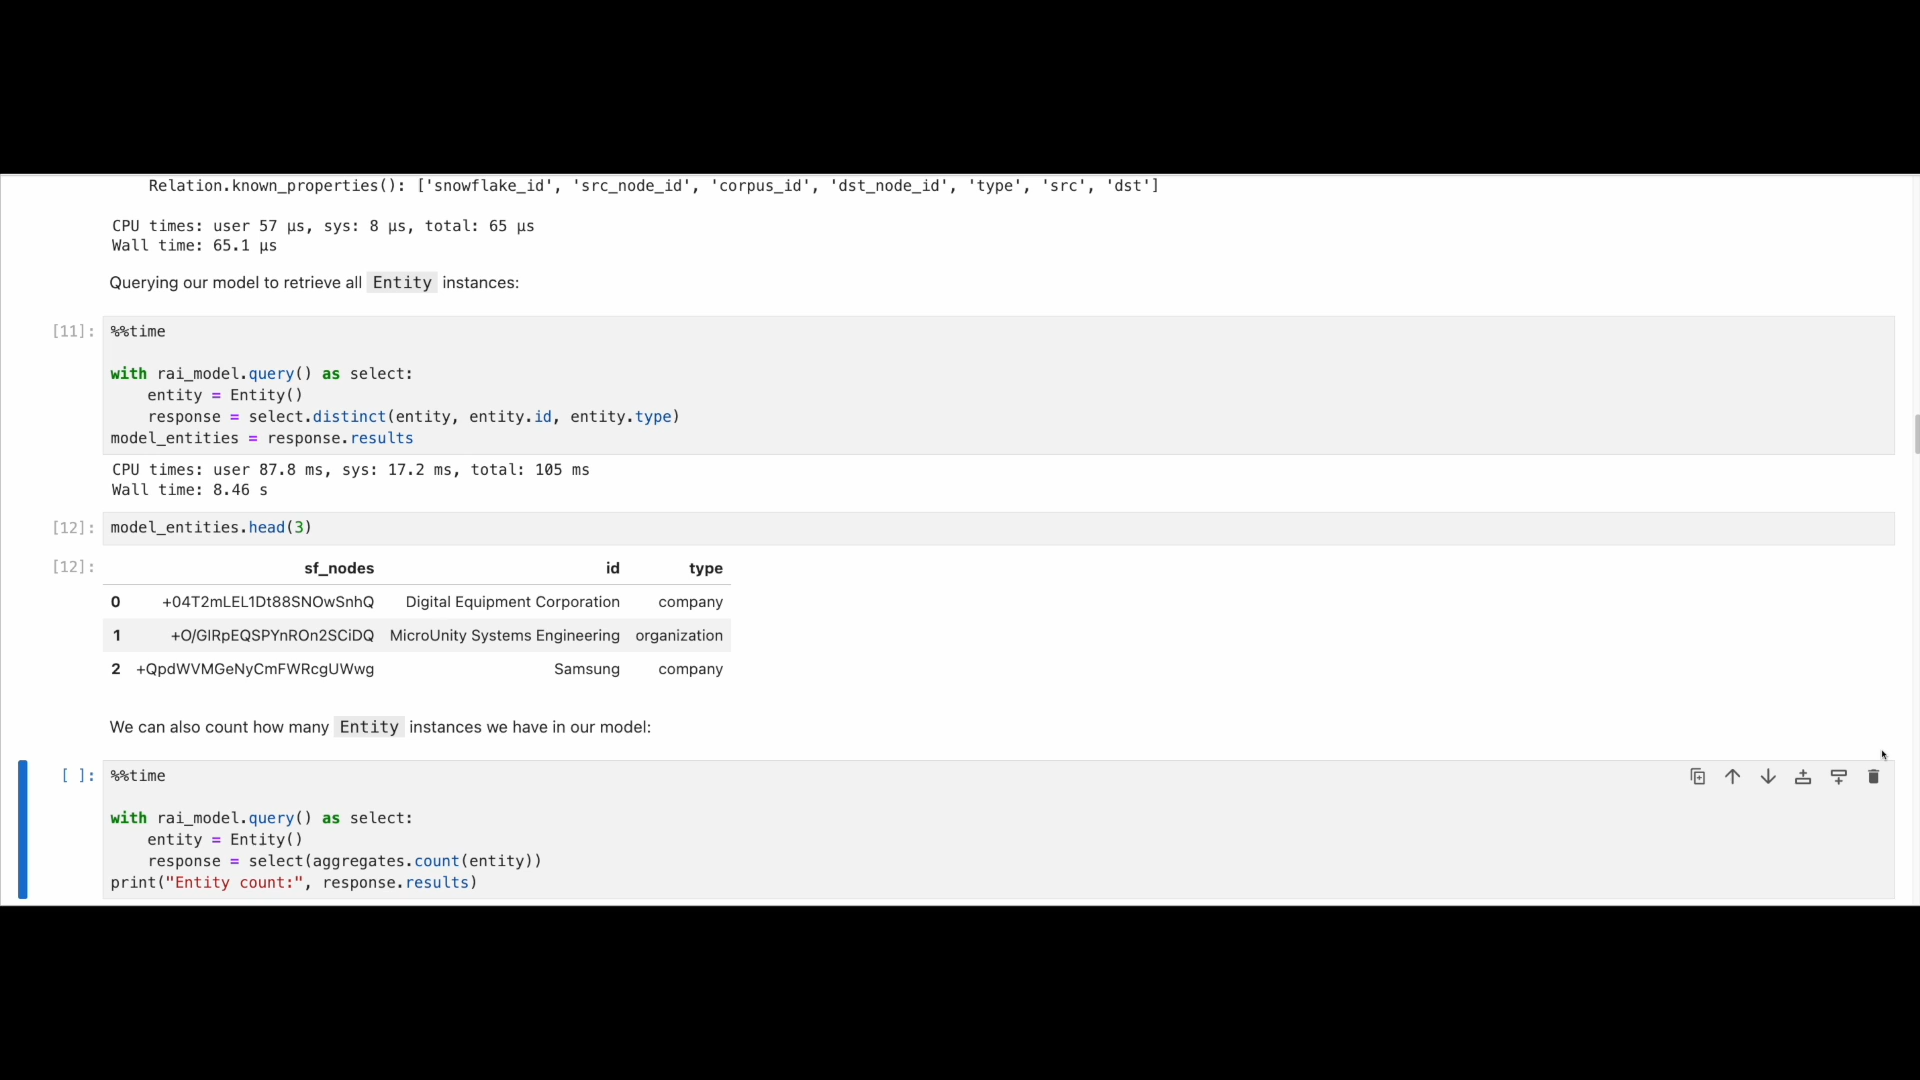 Relation.known_properties(): ['snowflake_id', 'src_node_id', 'corpus_id', 'dst_node_id', 'type', 'src', 'dst']
CPU times: user 57 µs, sys: 8 µs, total: 65 µs
Wall time: 65.1 µs
Querying our model to retrieve all Entity instances:
[11]: %%time
with rai_model.query() as select:
    entity = Entity()
    response = select.distinct(entity, entity.id, entity.type)
model_entities = response.results
CPU times: user 87.8 ms, sys: 17.2 ms, total: 105 ms
Wall time: 8.46 s
[12]: model_entities.head(3)
[12]: sf_nodes id type
0 +04T2mLEL1Dt88SNOwSnhQ Digital Equipment Corporation company
1 +O/GlRpEQSPYnROn2SCiDQ MicroUnity Systems Engineering organization
2 +QpdWVMGeNyCmFWRcgUWwg Samsung company
We can also count how many Entity instances we have in our model:
[ ]: %%time
with rai_model.query() as select:
    entity = Entity()
    response = select(aggregates.count(entity))
print("Entity count:", response.results)